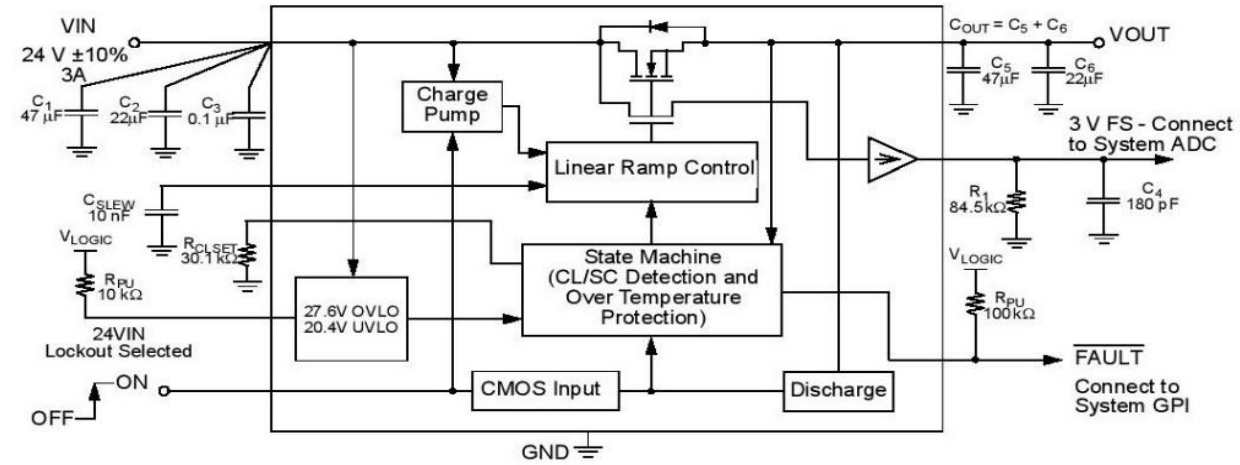 VIN
24 V ±10%
3A
C1
47 µF
C2
22µF
C3
0.1 µF
CSLEW
10 nF
VLOGIC
RPU
10 kΩ
RCLSET
30.1 kΩ
24VIN
Lockout Selected
ON
OFF
Charge
Pump
Linear Ramp Control
State Machine
(CL/SC Detection and
Over Temperature
Protection)
27.6V OVLO
20.4V UVLO
CMOS Input
Discharge
GND
COUT = C5 + C6
VOUT
C5
47µF
C6
22µF
3 V FS - Connect
to System ADC
R1
84.5kΩ
C4
180 pF
VLOGIC
RPU
100kΩ
FAULT
Connect to
System GPI